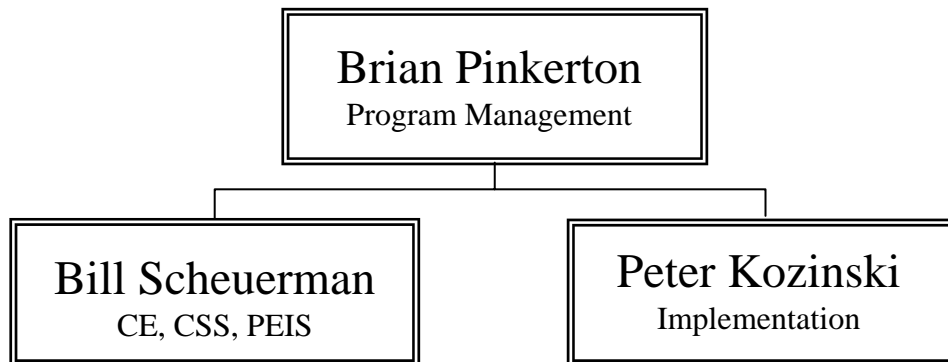 Brian Pinkerton
Program Management
Bill Scheuerman
CE, CSS, PEIS
Peter Kozinski
Implementation